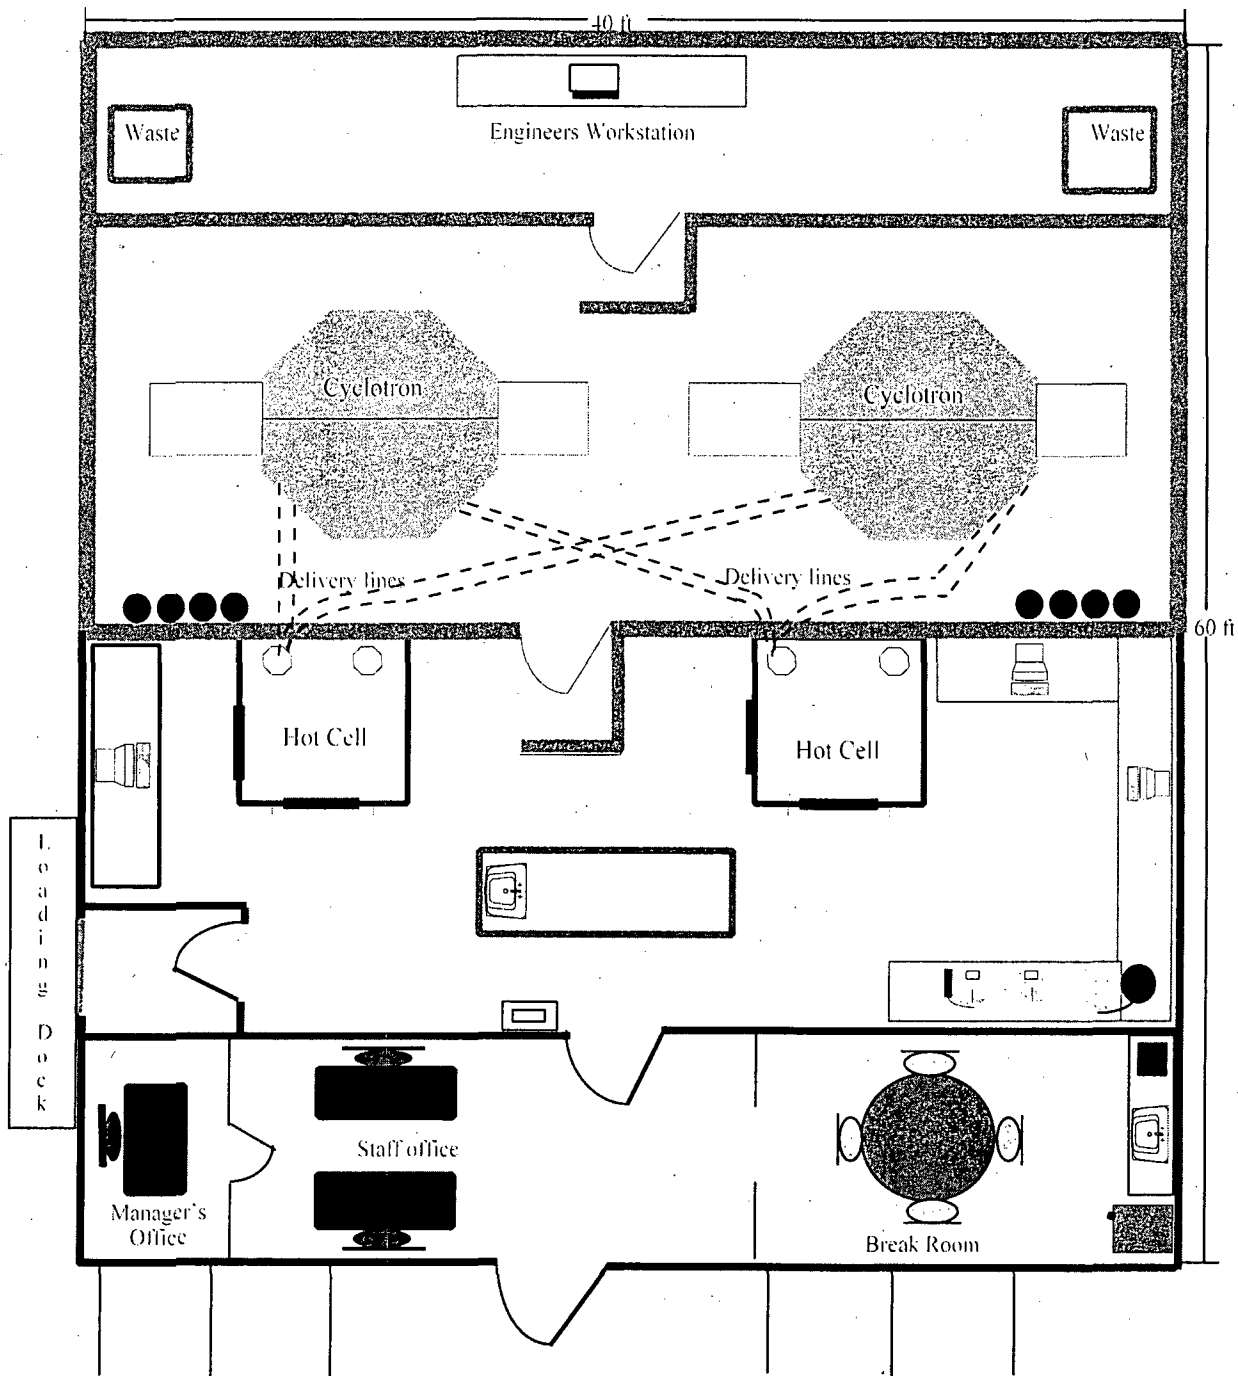 40 ft
Waste
Engineers Workstation
Waste
Cyclotron
Cyclotron
Delivery lines
Delivery lines
60 ft
Hot Cell
Hot Cell
Loading Dock
Staff office
Manager's
Office
Break Room